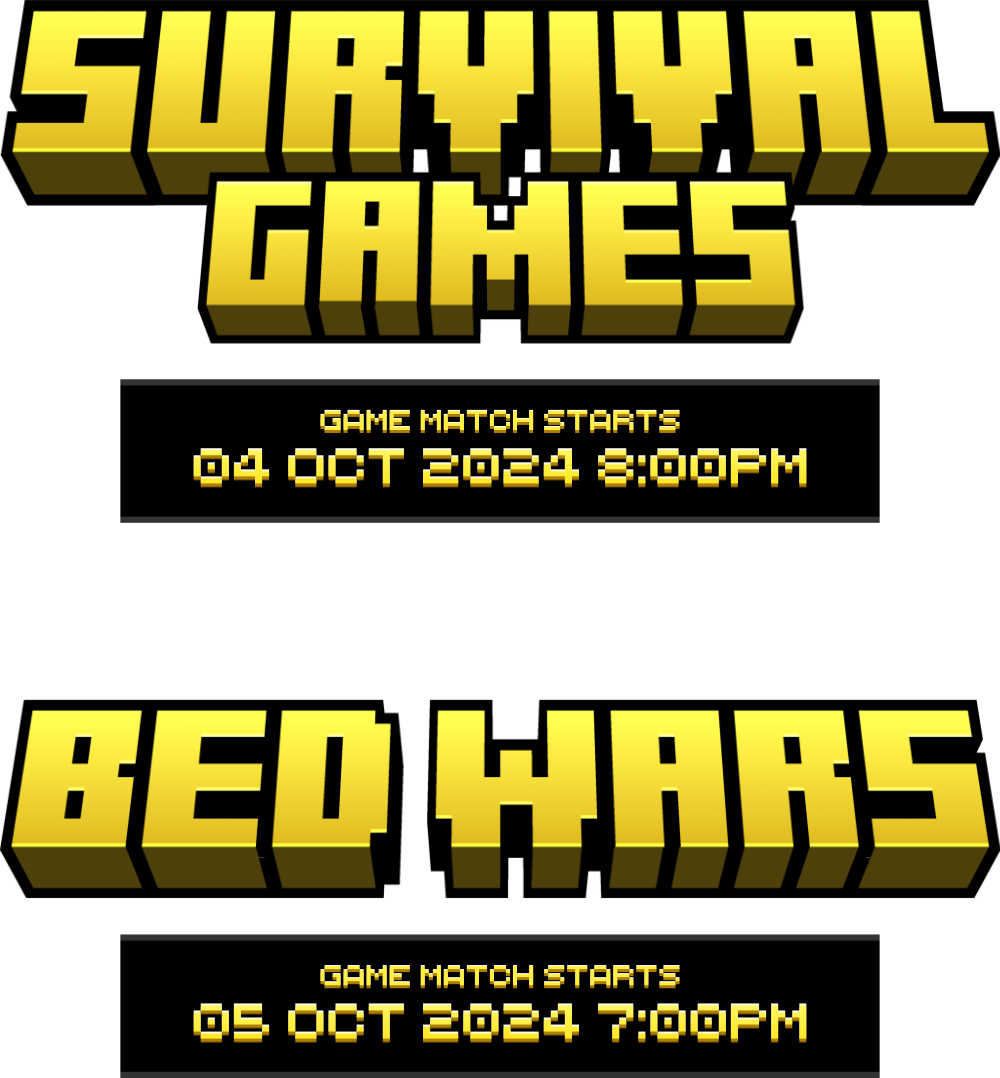 SURVIVAL
GAMES
GAME MATCH STARTS
04 OCT 2024 8:00PM
BED WARS
GAME MATCH STARTS
05 OCT 2024 7:00PM